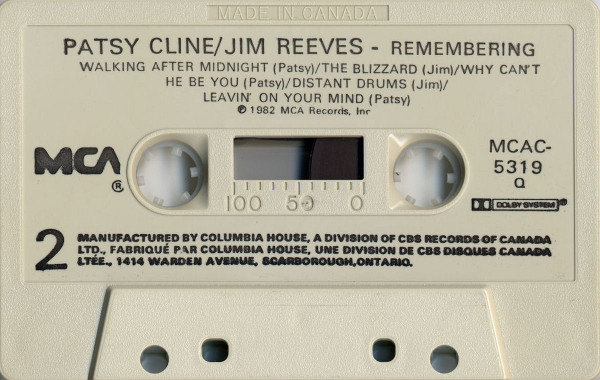 MADE IN CANADA
PATSY CLINE/JIM REEVES - REMEMBERING
WALKING AFTER MIDNIGHT (Patsy)/THE BLIZZARD (Jim)/WHY CAN'T
HE BE YOU (Patsy)/DISTANT DRUMS (Jim)/
LEAVIN' ON YOUR MIND (Patsy)
℗ 1982 MCA Records, Inc
MCA®
MCAC-
5319
Q
100 50 0
DOLBY SYSTEM®
2
MANUFACTURED BY COLUMBIA HOUSE, A DIVISION OF CBS RECORDS OF CANADA
LTD., FABRIQUÉ PAR COLUMBIA HOUSE, UNE DIVISION DE CBS DISQUES CANADA
LTÉE., 1414 WARDEN AVENUE, SCARBOROUGH, ONTARIO.